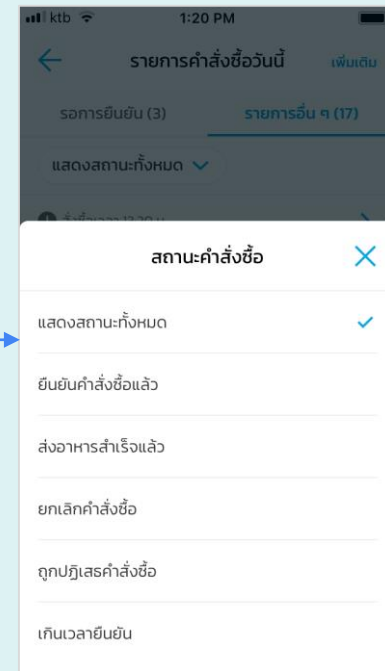 ktb 1:20 PM
รายการคำสั่งซื้อวันนี้ เพิ่มเติม
รอการยืนยัน (3) รายการอื่น ๆ (17)
แสดงสถานะทั้งหมด
สถานะคำสั่งซื้อ
แสดงสถานะทั้งหมด
ยืนยันคำสั่งซื้อแล้ว
ส่งอาหารสำเร็จแล้ว
ยกเลิกคำสั่งซื้อ
ถูกปฏิเสธคำสั่งซื้อ
เกินเวลายืนยัน